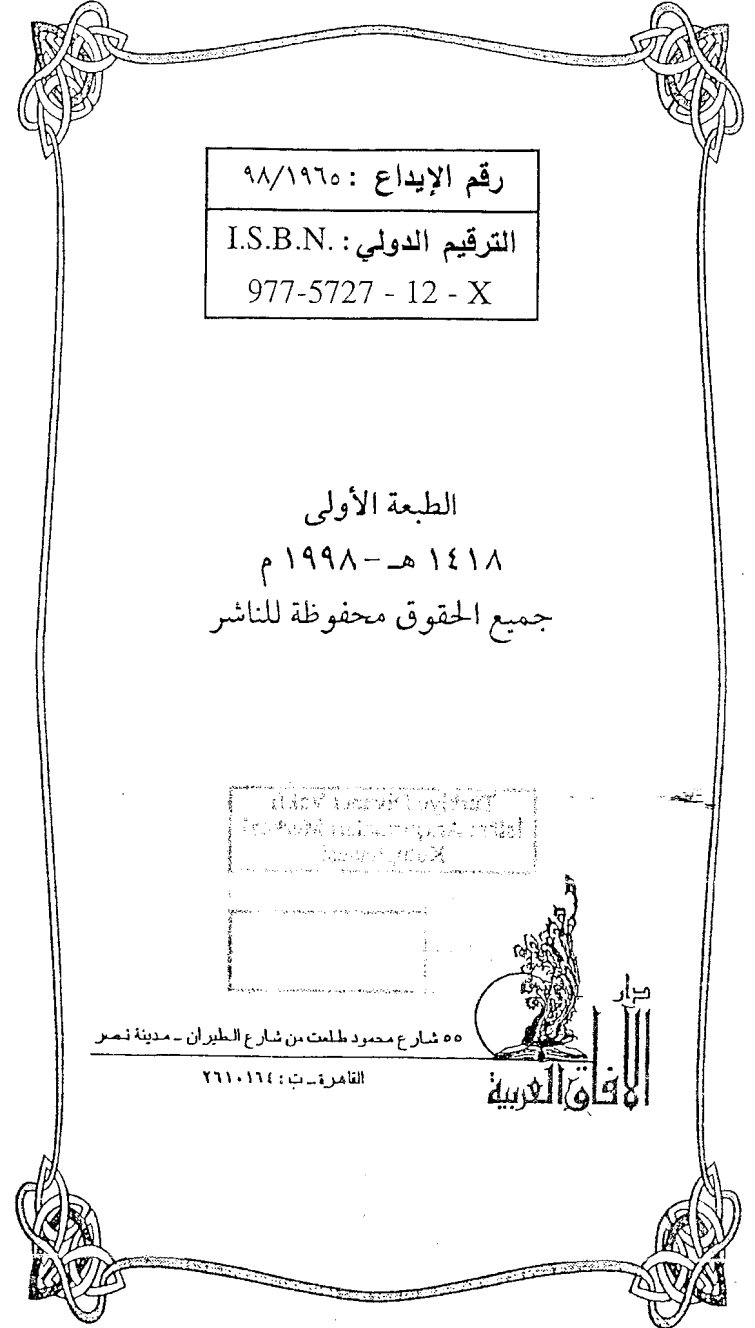 رقم الإيداع : ٩٨/١٩٦٥
الترقيم الدولي : .I.S.B.N
977-5727 - 12 - X
الطبعة الأولى
١٤١٨ هـ – ١٩٩٨ م
جميع الحقوق محفوظة للناشر
دار
الآفاق العربية
٥٥ شارع محمود طلعت من شارع الطيران – مدينة نصر
القاهرة – ت : ٢٦١٠١٦٤